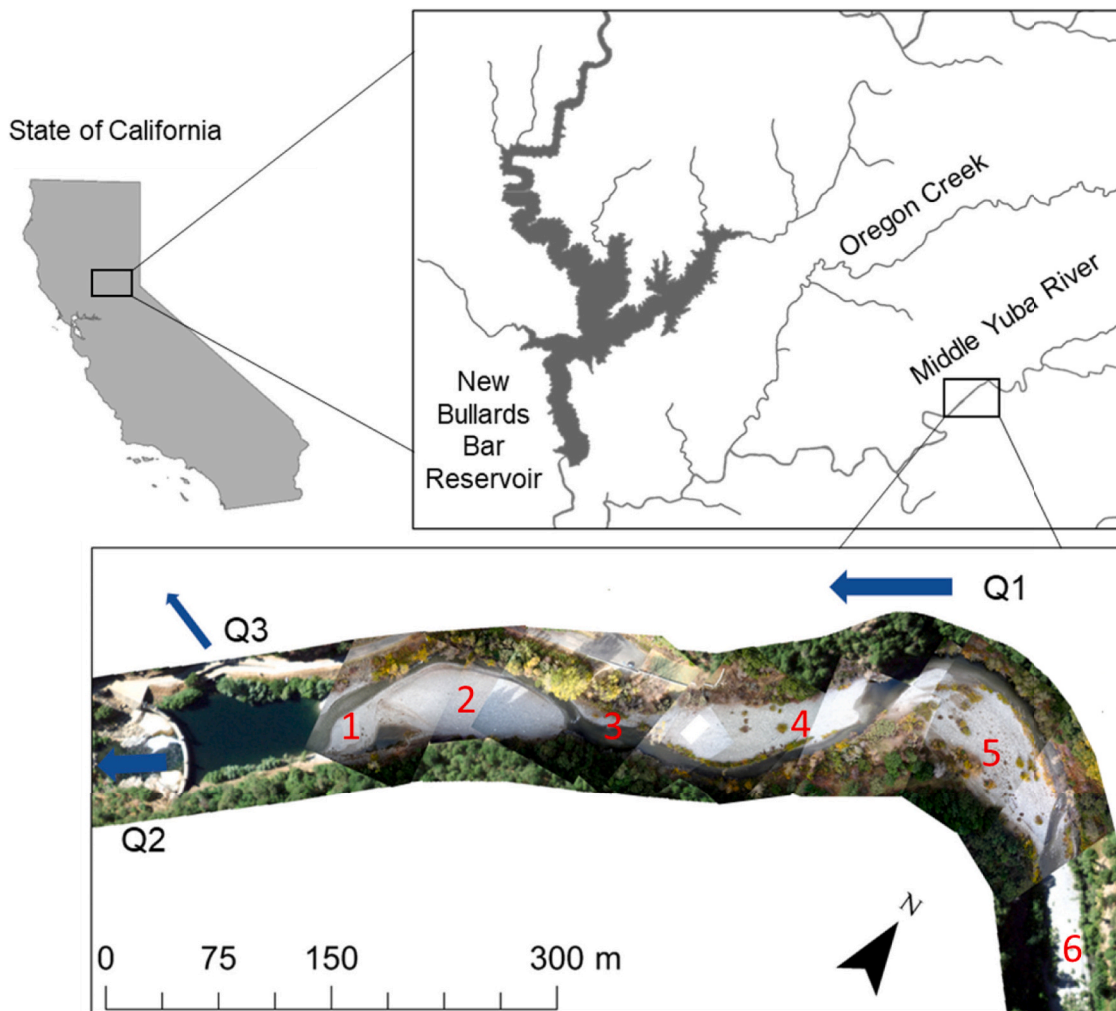 State of California
Oregon Creek
Middle Yuba River
New
Bullards
Bar
Reservoir
Q1
Q3
Q2
1
2
3
4
5
6
N
0 75 150 300 m